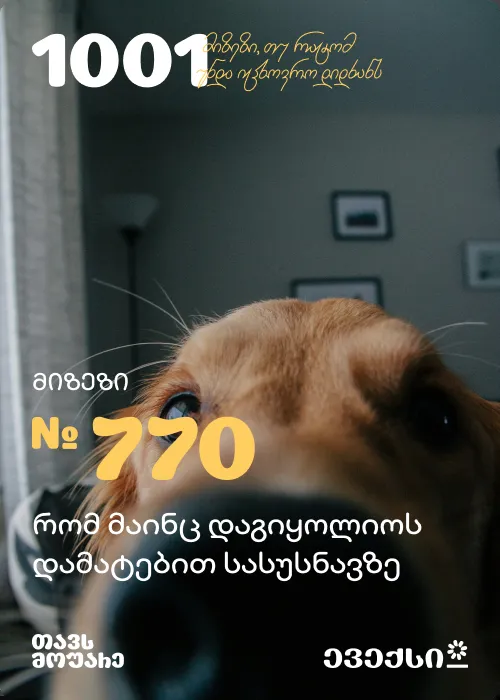 1001 მიზეზი, თუ რატომ
უნდა იცხოვრო დიდხანს
მიზეზი
№ 770
რომ მაინც დაგიყოლიოს
დამატებით სასუსნავზე
თავს
მოუარე
ევექსი